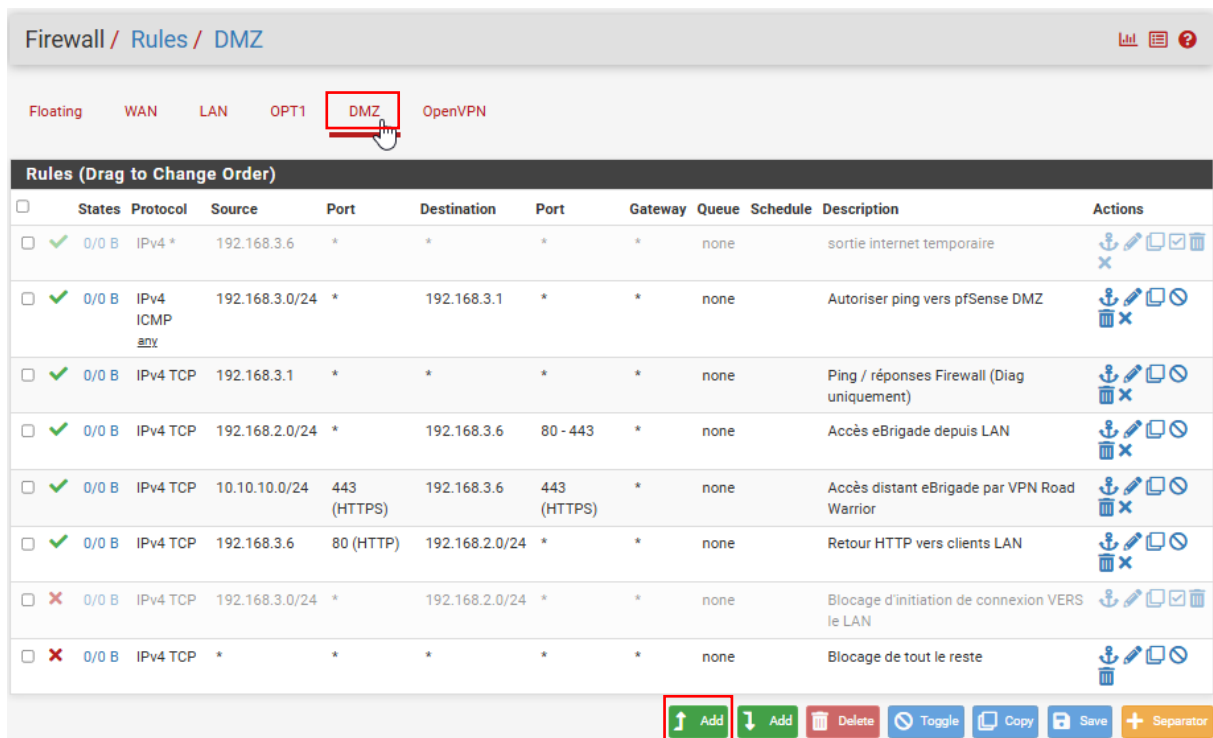 Firewall / Rules / DMZ
Floating WAN LAN OPT1 DMZ OpenVPN
Rules (Drag to Change Order)
States Protocol Source Port Destination Port Gateway Queue Schedule Description Actions
0/0 B IPv4 * 192.168.3.6 * * * * none sortie internet temporaire
0/0 B IPv4 192.168.3.0/24 * 192.168.3.1 * * none Autoriser ping vers pfSense DMZ
ICMP
any
0/0 B IPv4 TCP 192.168.3.1 * * * * none Ping / réponses Firewall (Diag
uniquement)
0/0 B IPv4 TCP 192.168.2.0/24 * 192.168.3.6 80 - 443 * none Accès eBrigade depuis LAN
0/0 B IPv4 TCP 10.10.10.0/24 443 192.168.3.6 443 * none Accès distant eBrigade par VPN Road
(HTTPS) (HTTPS) Warrior
0/0 B IPv4 TCP 192.168.3.6 80 (HTTP) 192.168.2.0/24 * * none Retour HTTP vers clients LAN
0/0 B IPv4 TCP 192.168.3.0/24 * 192.168.2.0/24 * * none Blocage d'initiation de connexion VERS
le LAN
0/0 B IPv4 TCP * * * * * none Blocage de tout le reste
Add Add Delete Toggle Copy Save Separator